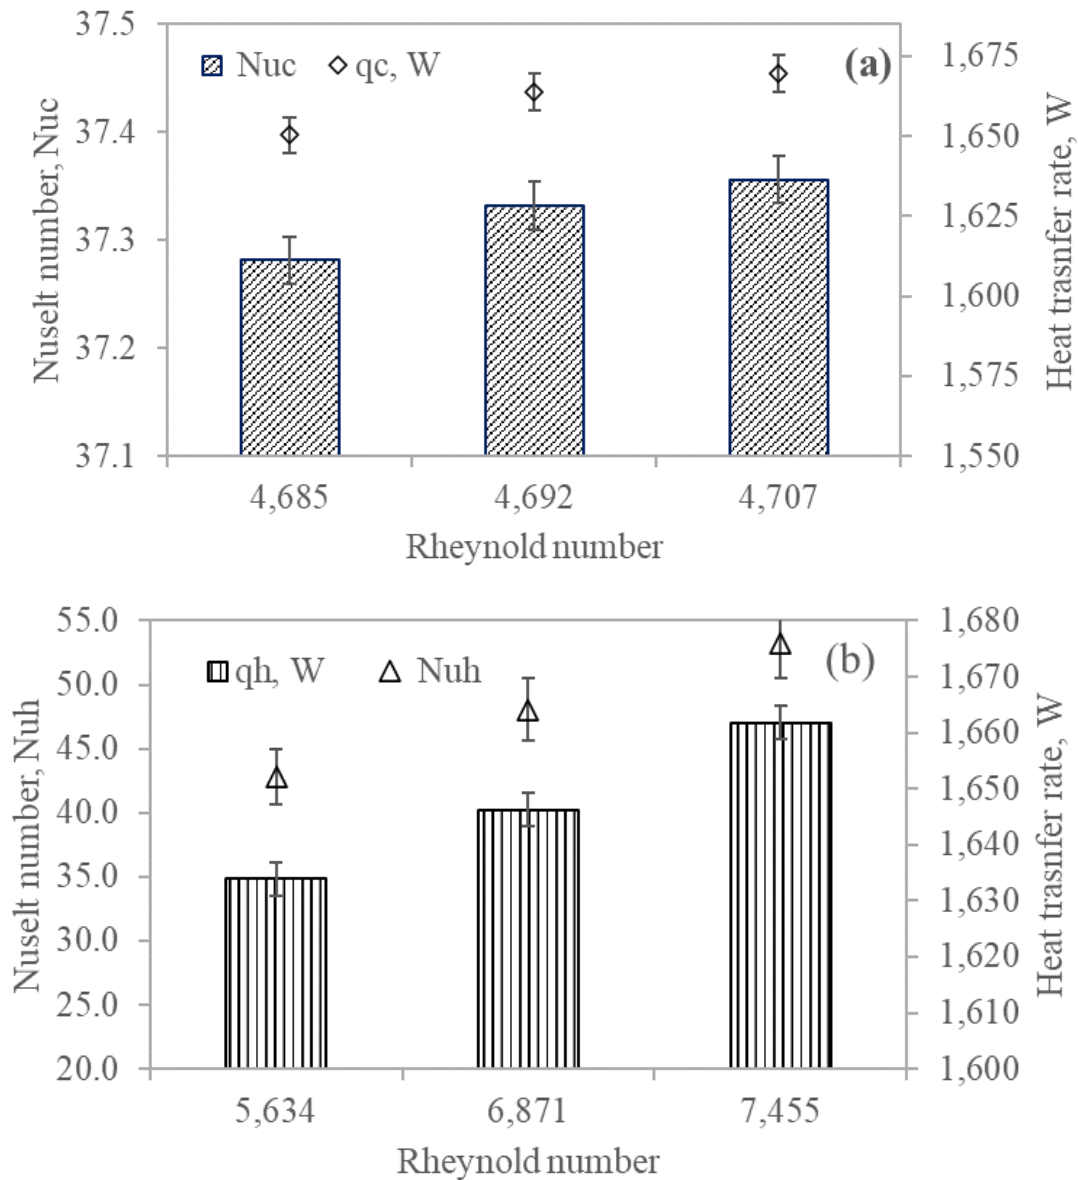 37.5
37.4
37.3
37.2
37.1
Nuselt number, Nuc
Nuc
qc, W
(a)
1,675
1,650
1,625
1,600
1,575
1,550
Heat trasnfer rate, W
4,685 4,692 4,707
Rheynold number
55.0
50.0
45.0
40.0
35.0
30.0
25.0
20.0
Nuselt number, Nuh
qh, W
Nuh
(b)
1,680
1,670
1,660
1,650
1,640
1,630
1,620
1,610
1,600
Heat trasnfer rate, W
5,634 6,871 7,455
Rheynold number